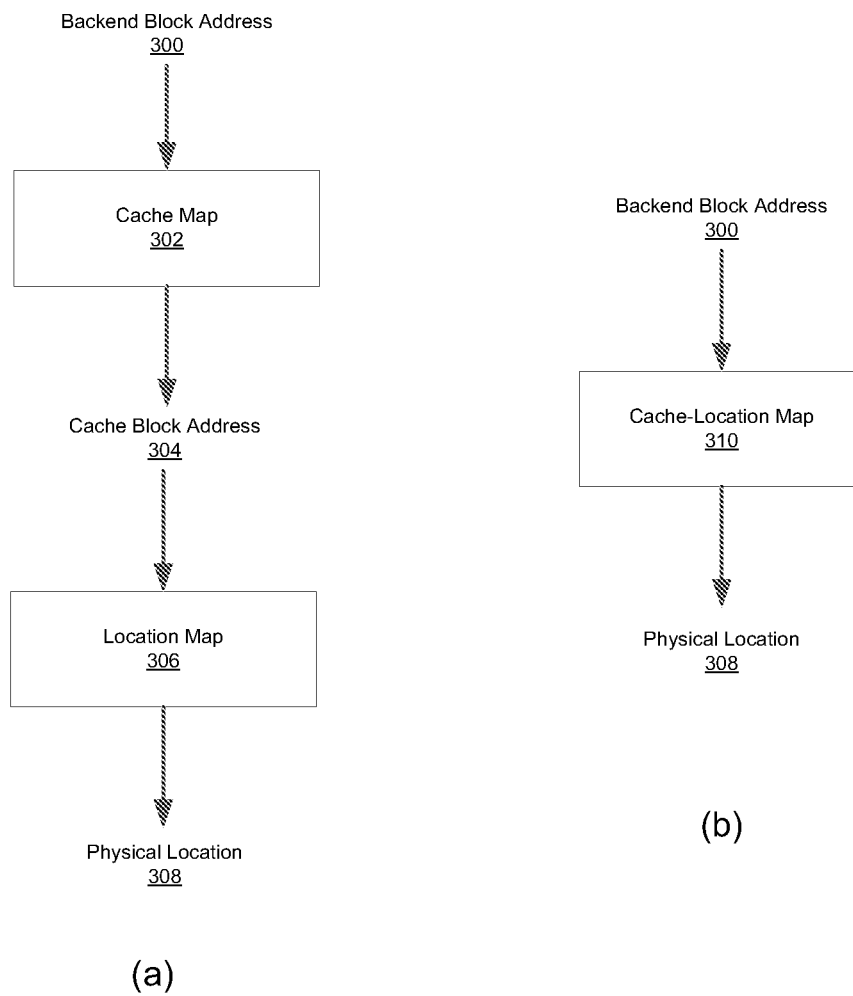 Backend Block Address
300
Cache Map
302
Cache Block Address
304
Location Map
306
Physical Location
308
(a)
Backend Block Address
300
Cache-Location Map
310
Physical Location
308
(b)